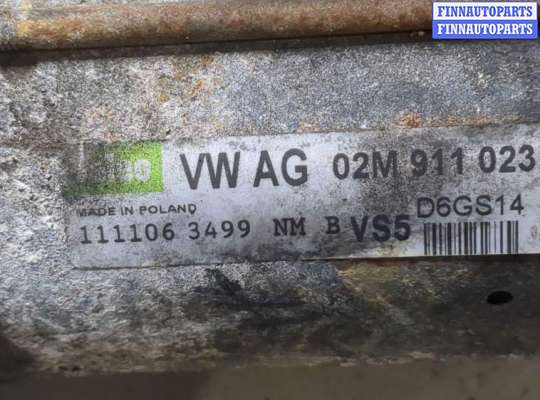 FINNAUTOPARTS
FINNAUTOPARTS
VW AG 02M 911 023
MADE IN POLAND
D6GS14
111106 3499 NM B VS5